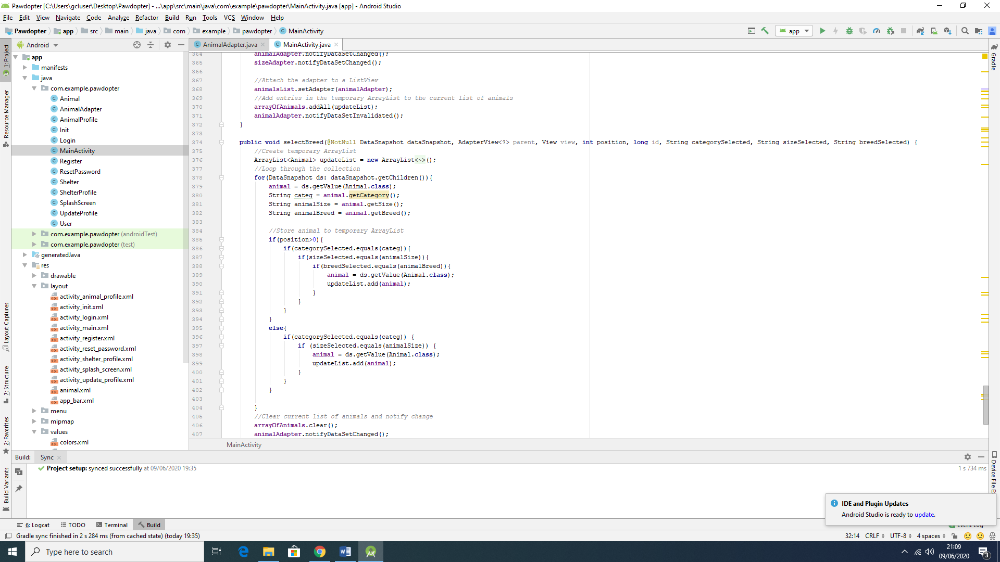 Pawdopter [C:\Users\gcluser\Desktop\Pawdopter] - ...\app\src\main\java\com\example\pawdopter\MainActivity.java [app] - Android Studio
File Edit View Navigate Code Analyze Refactor Build Run Tools VCS Window Help
Pawdopter app src main java com example pawdopter MainActivity
app
Android
AnimalAdapter.java MainActivity.java
1: Project
Resource Manager
Layout Captures
7: Structure
2: Favorites
Build Variants
app
manifests
java
com.example.pawdopter
Animal
AnimalAdapter
AnimalProfile
Init
Login
MainActivity
Register
ResetPassword
Shelter
ShelterProfile
SplashScreen
UpdateProfile
User
com.example.pawdopter (androidTest)
com.example.pawdopter (test)
generatedJava
res
drawable
layout
activity_animal_profile.xml
activity_init.xml
activity_login.xml
activity_main.xml
activity_register.xml
activity_reset_password.xml
activity_shelter_profile.xml
activity_splash_screen.xml
activity_update_profile.xml
animal.xml
app_bar.xml
menu
mipmap
values
colors.xml
364 animalAdapter.notifyDataSetChanged();
365 sizeAdapter.notifyDataSetChanged();
366
367 //Attach the adapter to a ListView
368 animalsList.setAdapter(animalAdapter);
369 //Add entries in the temporary ArrayList to the current list of animals
370 arrayOfAnimals.addAll(updateList);
371 animalAdapter.notifyDataSetInvalidated();
372 }
373
374 public void selectBreed(@NotNull DataSnapshot dataSnapshot, AdapterView<?> parent, View view, int position, long id, String categorySelected, String sizeSelected, String breedSelected) {
375 //Create temporary ArrayList
376 ArrayList<Animal> updateList = new ArrayList<~>();
377 //Loop through the collection
378 for(DataSnapshot ds: dataSnapshot.getChildren()){
379 animal = ds.getValue(Animal.class);
380 String categ = animal.getCategory();
381 String animalSize = animal.getSize();
382 String animalBreed = animal.getBreed();
383
384 //Store animal to temporary ArrayList
385 if(position>0){
386 if(categorySelected.equals(categ)){
387 if(sizeSelected.equals(animalSize)){
388 if(breedSelected.equals(animalBreed)){
389 animal = ds.getValue(Animal.class);
390 updateList.add(animal);
391 }
392 }
393 }
394 }
395 else{
396 if(categorySelected.equals(categ)) {
397 if (sizeSelected.equals(animalSize)) {
398 animal = ds.getValue(Animal.class);
399 updateList.add(animal);
400 }
401 }
402 }
403
404 }
405 //Clear current list of animals and notify change
406 arrayOfAnimals.clear();
407 animalAdapter.notifyDataSetChanged();
MainActivity
Gradle
Device File Ex
Build: Sync
Project setup: synced successfully at 09/06/2020 19:35
1 s 734 ms
IDE and Plugin Updates
Android Studio is ready to update.
6: Logcat TODO Terminal Build
Event Log
Gradle sync finished in 2 s 284 ms (from cached state) (today 19:35)
32:14 CRLF UTF-8 4 spaces
Type here to search
21:09
09/06/2020
3